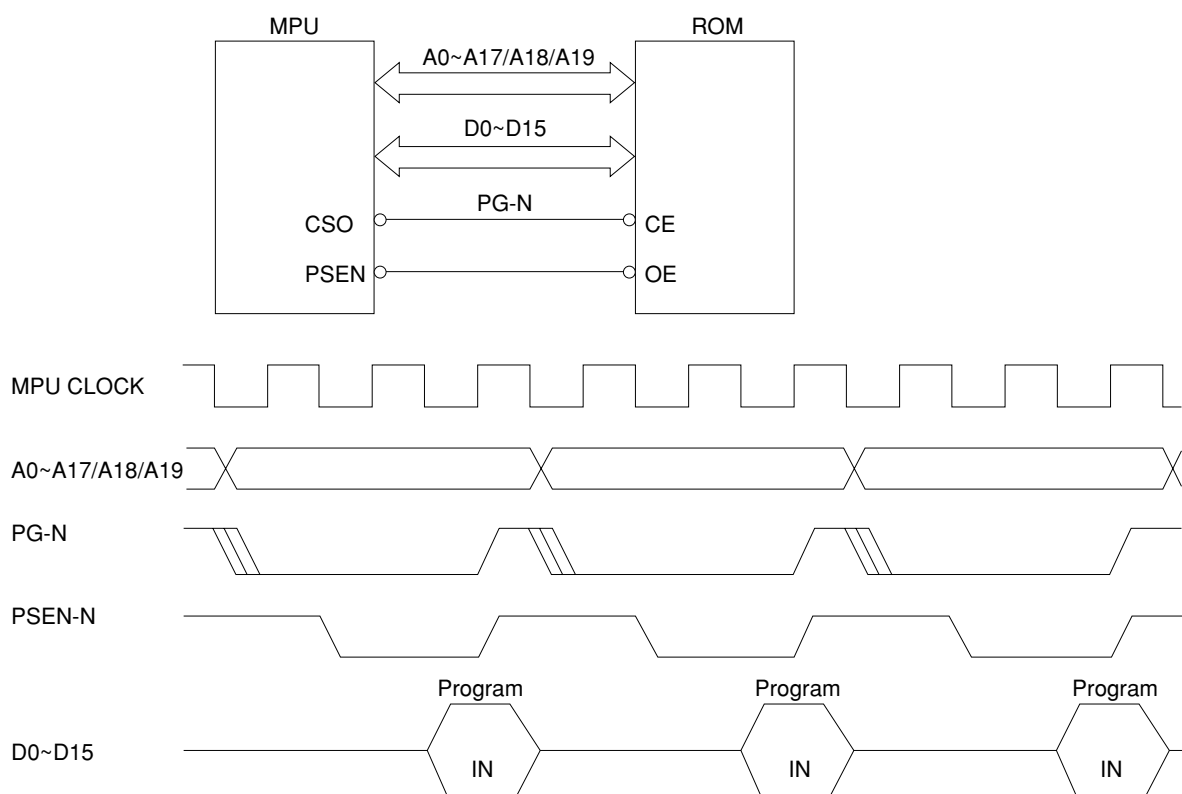 MPU ROM
A0~A17/A18/A19
D0~D15
PG-N
CSO CE
PSEN OE
MPU CLOCK
A0~A17/A18/A19
PG-N
PSEN-N
Program Program Program
D0~D15
IN IN IN